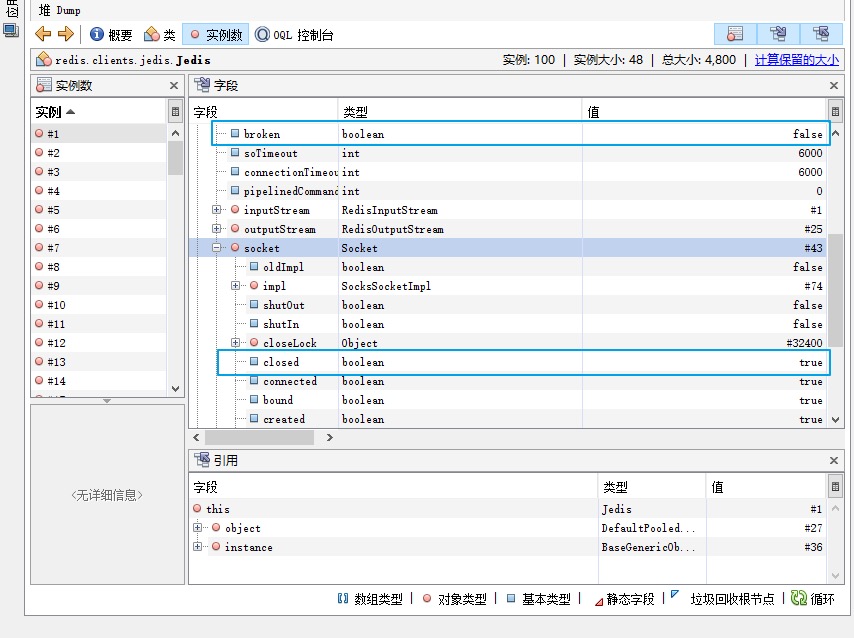 堆 Dump
概要 类 实例数 OQL 控制台
redis.clients.jedis.Jedis 实例: 100 | 实例大小: 48 | 总大小: 4,800 | 计算保留的大小
实例数 字段
实例 字段 类型 值
#1 broken boolean false
#2 soTimeout int 6000
#3 connectionTimeou int 6000
#4 pipelinedCommand int 0
#5 inputStream RedisInputStream #1
#6 outputStream RedisOutputStream #25
#7 socket Socket #43
#8 oldImpl boolean false
#9 impl SocksSocketImpl #74
#10 shutOut boolean false
#11 shutIn boolean false
#12 closeLock Object #32400
#13 closed boolean true
#14 connected boolean true
bound boolean true
created boolean true
引用
<无详细信息>
字段 类型 值
this Jedis #1
object DefaultPooled... #27
instance BaseGenericOb... #36
数组类型 | 对象类型 | 基本类型 | 静态字段 | 垃圾回收根节点 | 循环